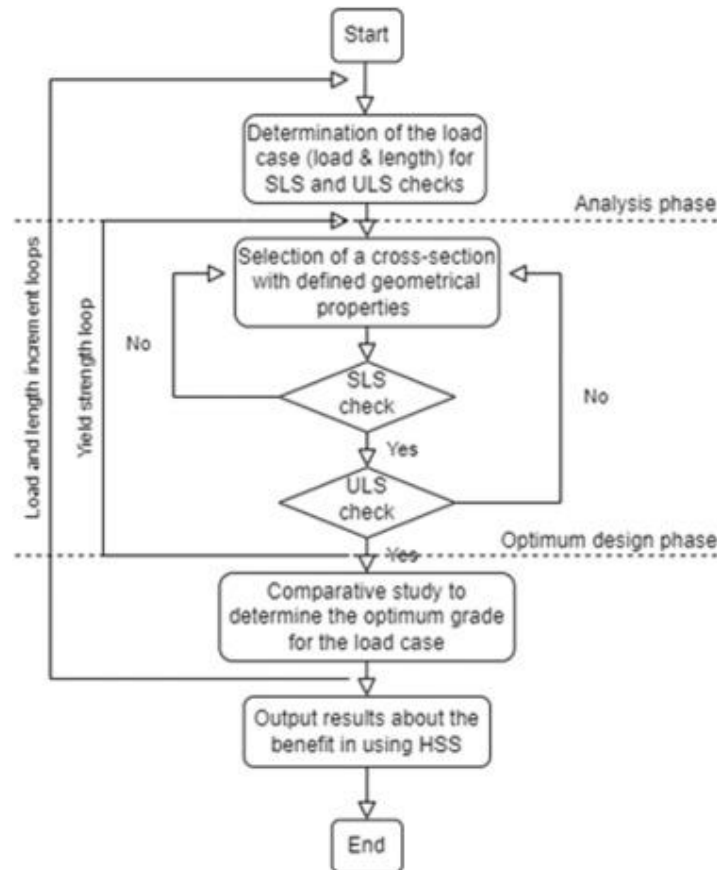 Start
Determination of the load
case (load & length) for
SLS and ULS checks
Analysis phase
Load and length increment loops
Yield strength loop
Selection of a cross-section
with defined geometrical
properties
No
No
SLS
check
Yes
ULS
check
Yes
Optimum design phase
Comparative study to
determine the optimum grade
for the load case
Output results about the
benefit in using HSS
End